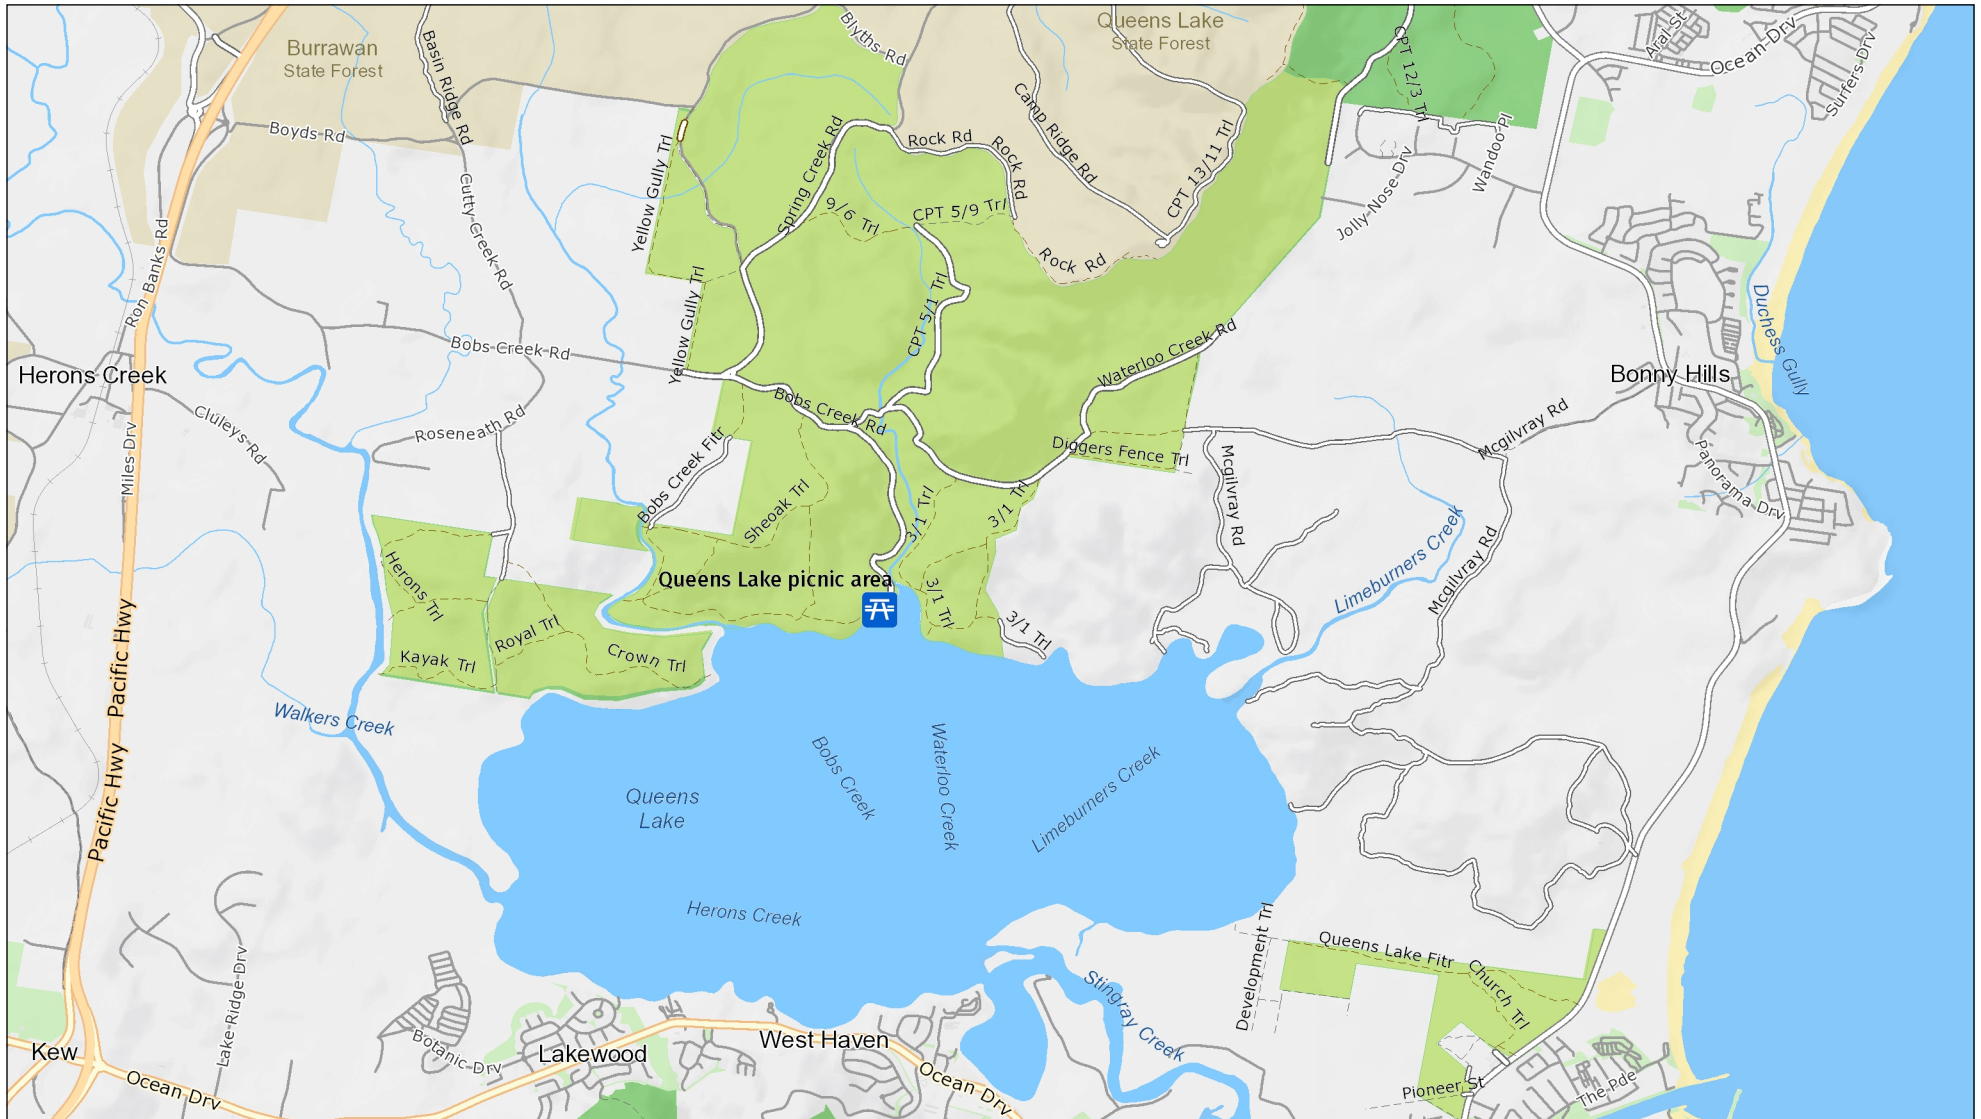 Burrawan
State Forest
Basin Ridge Rd
Blyths Rd
Queens Lake
State Forest
CPT 12/3 Trl
Aral St
Ocean Drv
Surfers Drv
Boyds Rd
Yellow Gully Trl
Spring Creek Rd
Rock Rd
Rock Rd
Camp Ridge Rd
CPT 13/11 Trl
Wandoo Pl
Jolly Nose Drv
Cutty Creek Rd
9/6 Trl
CPT 5/9 Trl
Rock Rd
Ron Banks Rd
Yellow Gully Trl
CPT 5/1 Trl
Duchess Gully
Bobs Creek Rd
Waterloo Creek Rd
Herons Creek
Bonny Hills
Cluleys Rd
Roseneath Rd
Bobs Creek Rd
Mcgilvray Rd
Miles Drv
Bobs Creek Fitr
Diggers Fence Trl
Mcgilvray Rd
Panorama Drv
Sheoak Trl
3/1 Trl
3/1 Trl
Limeburners Creek
Mcgilvray Rd
Herons Trl
Queens Lake picnic area
3/1 Trl
3/1 Trl
Royal Trl
Crown Trl
Kayak Trl
Pacific Hwy
Pacific Hwy
Walkers Creek
Queens
Lake
Bobs Creek
Waterloo Creek
Limeburners Creek
Herons Creek
Development Trl
Queens Lake Fitr
Church Trl
Lake Ridge Drv
Stingray Creek
Kew
Botanic Drv
Lakewood
West Haven
Ocean Drv
Ocean Drv
Pioneer St
The Pde